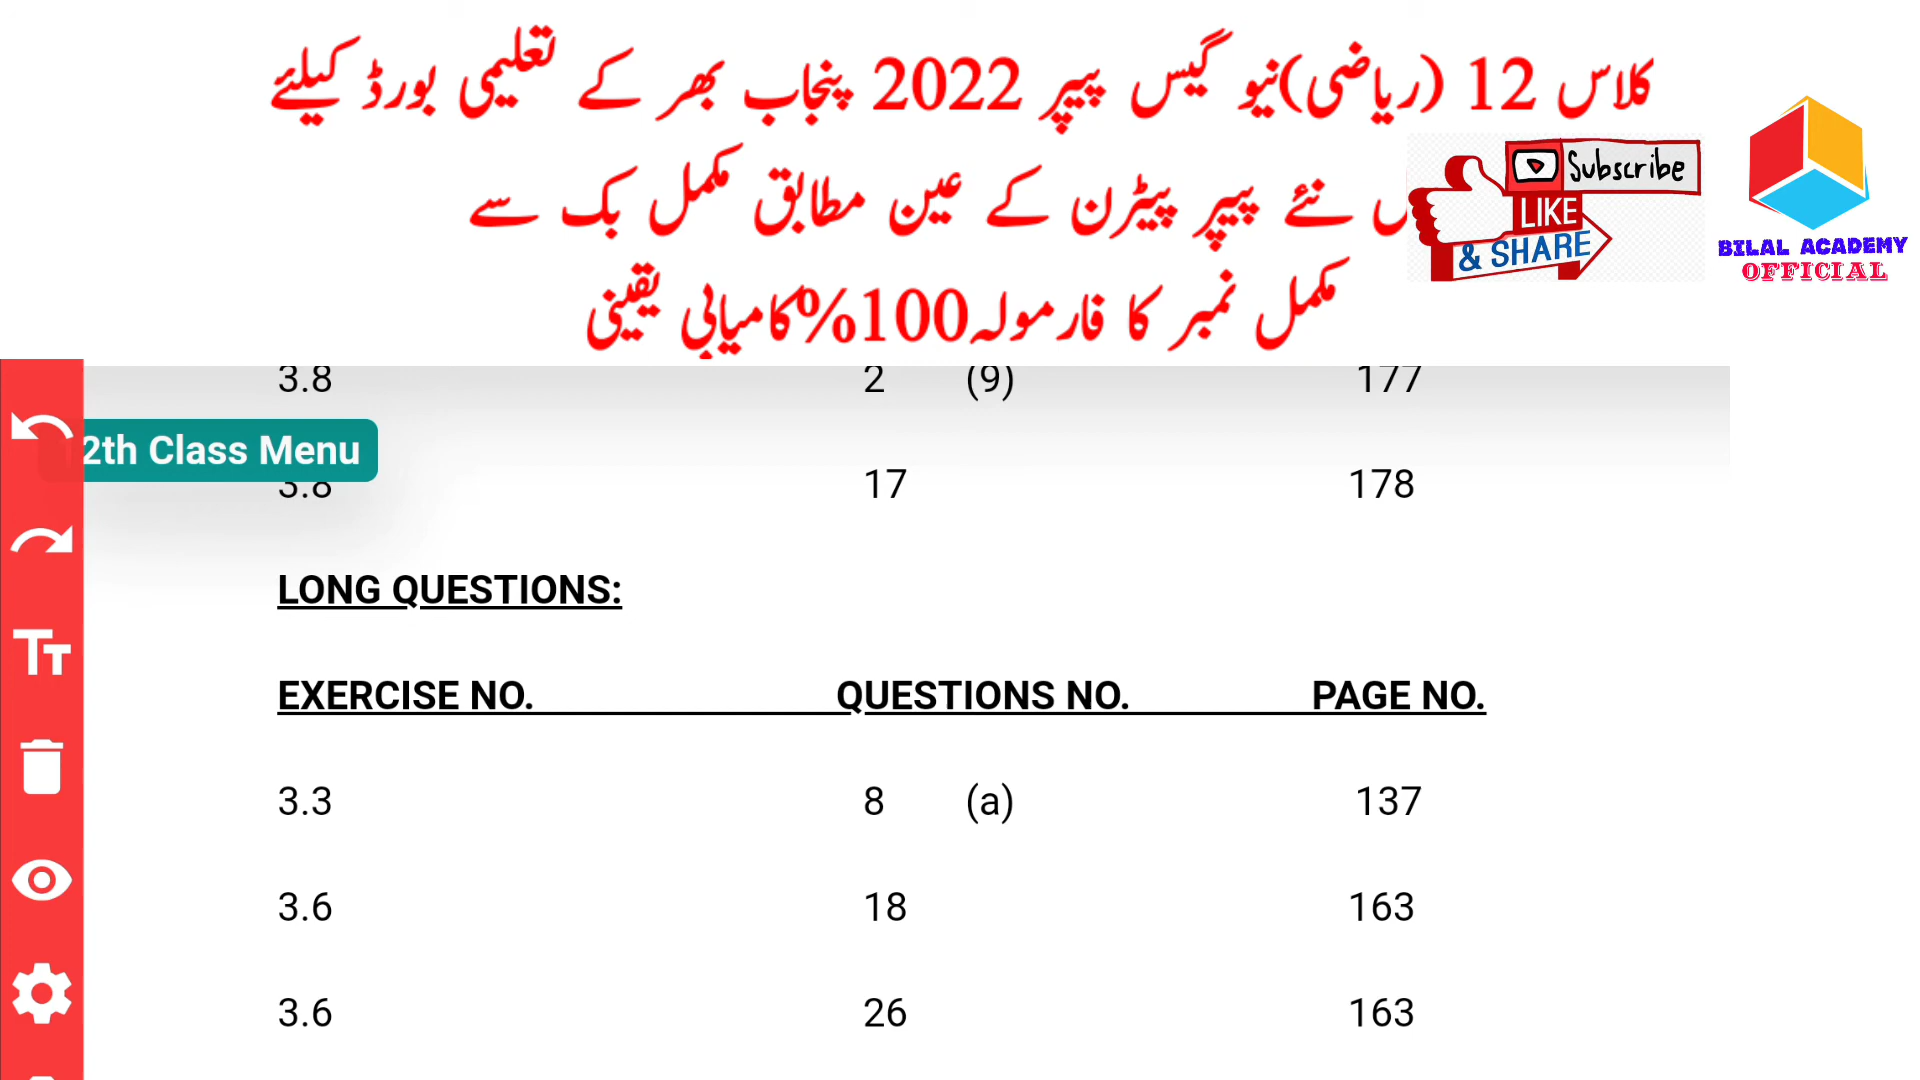 کلاس 12 (ریاضی)نیو گیس پیپر 2022 پنجاب بھر کے تعلیمی بورڈ کیلئے
نئے پیپر پیٹرن کے عین مطابق مکمل بک سے
مکمل نمبر کا فارمولہ100%کامیابی یقینی
Subscribe
LIKE
& SHARE
BILAL ACADEMY
OFFICIAL
3.8 2 (9) 177
2th Class Menu
3.8 17 178
LONG QUESTIONS:
EXERCISE NO. QUESTIONS NO. PAGE NO.
3.3 8 (a) 137
3.6 18 163
3.6 26 163